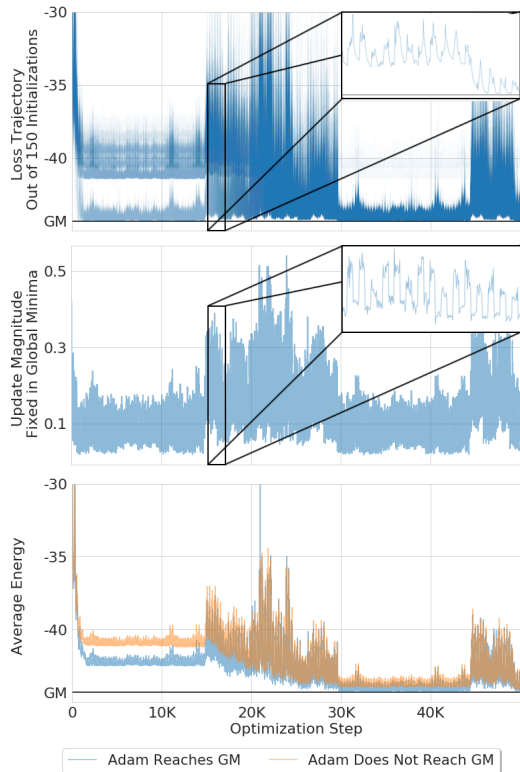 -30
-35
-40
GM
Loss Trajectory
Out of 150 Initializations
0.5
0.3
0.1
Update Magnitude
Fixed in Global Minima
-30
-35
-40
GM
Average Energy
0 10K 20K 30K 40K
Optimization Step
Adam Reaches GM Adam Does Not Reach GM